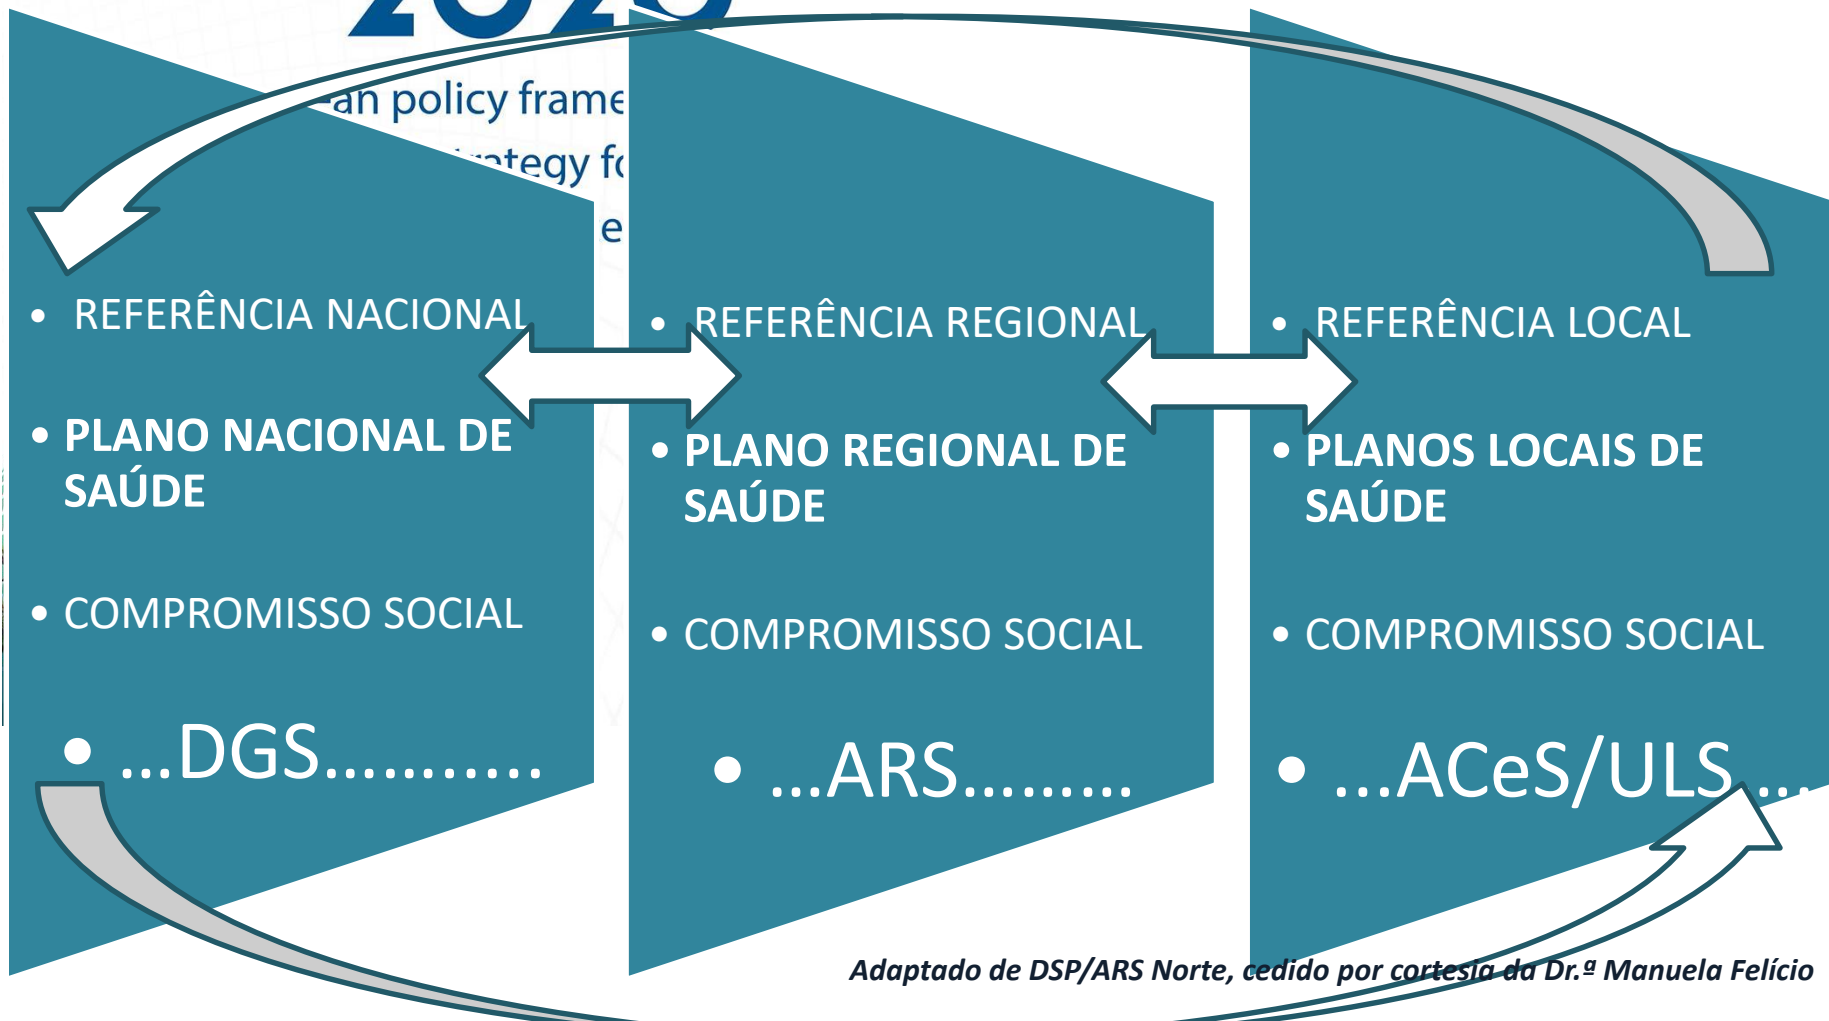 2020
an policy frame
tegy fo
e
• REFERÊNCIA NACIONAL
• PLANO NACIONAL DE
SAÚDE
• COMPROMISSO SOCIAL
• ...DGS...........
• REFERÊNCIA REGIONAL
• PLANO REGIONAL DE
SAÚDE
• COMPROMISSO SOCIAL
• ...ARS.........
• REFERÊNCIA LOCAL
• PLANOS LOCAIS DE
SAÚDE
• COMPROMISSO SOCIAL
• ...ACeS/ULS ...
Adaptado de DSP/ARS Norte, cedido por cortesia da Dr.ª Manuela Felício